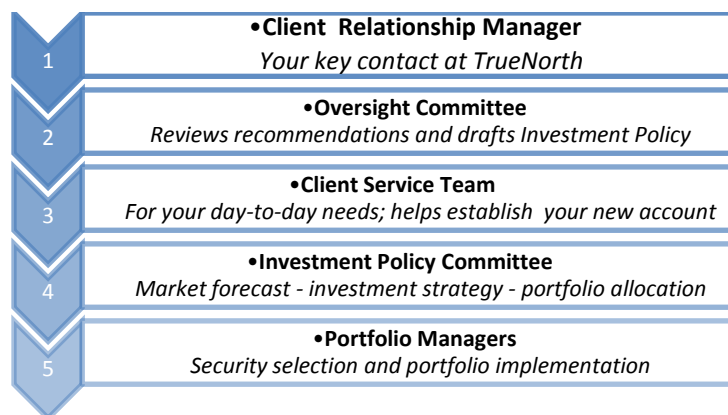 1
•Client Relationship Manager
Your key contact at TrueNorth
2
•Oversight Committee
Reviews recommendations and drafts Investment Policy
3
•Client Service Team
For your day-to-day needs; helps establish your new account
4
•Investment Policy Committee
Market forecast - investment strategy - portfolio allocation
5
•Portfolio Managers
Security selection and portfolio implementation